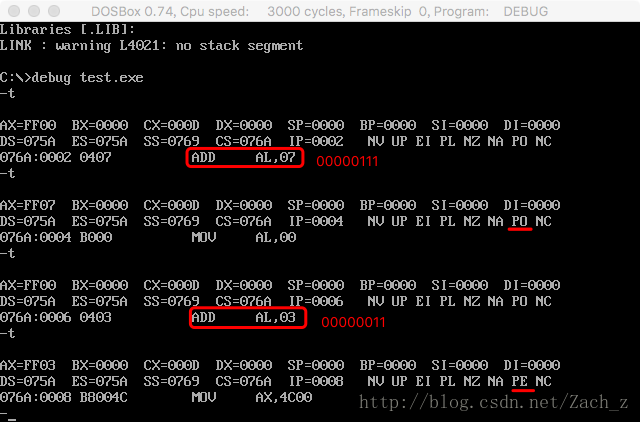 DOSBox 0.74, Cpu speed: 3000 cycles, Frameskip 0, Program: DEBUG
Libraries [.LIB]:
LINK : warning L4021: no stack segment
C:\>debug test.exe
-t
AX=FF00 BX=0000 CX=000D DX=0000 SP=0000 BP=0000 SI=0000 DI=0000
DS=075A ES=075A SS=0769 CS=076A IP=0002 NV UP EI PL NZ NA PO NC
076A:0002 0407 ADD AL,07 00000111
-t
AX=FF07 BX=0000 CX=000D DX=0000 SP=0000 BP=0000 SI=0000 DI=0000
DS=075A ES=075A SS=0769 CS=076A IP=0004 NV UP EI PL NZ NA PO NC
076A:0004 B000 MOV AL,00
-t
AX=FF00 BX=0000 CX=000D DX=0000 SP=0000 BP=0000 SI=0000 DI=0000
DS=075A ES=075A SS=0769 CS=076A IP=0006 NV UP EI PL NZ NA PO NC
076A:0006 0403 ADD AL,03 00000011
-t
AX=FF03 BX=0000 CX=000D DX=0000 SP=0000 BP=0000 SI=0000 DI=0000
DS=075A ES=075A SS=0769 CS=076A IP=0008 NV UP EI PL NZ NA PE NC
076A:0008 B8004C MOV AX,4C00
http://blog.csdn.net/Zach_z
-